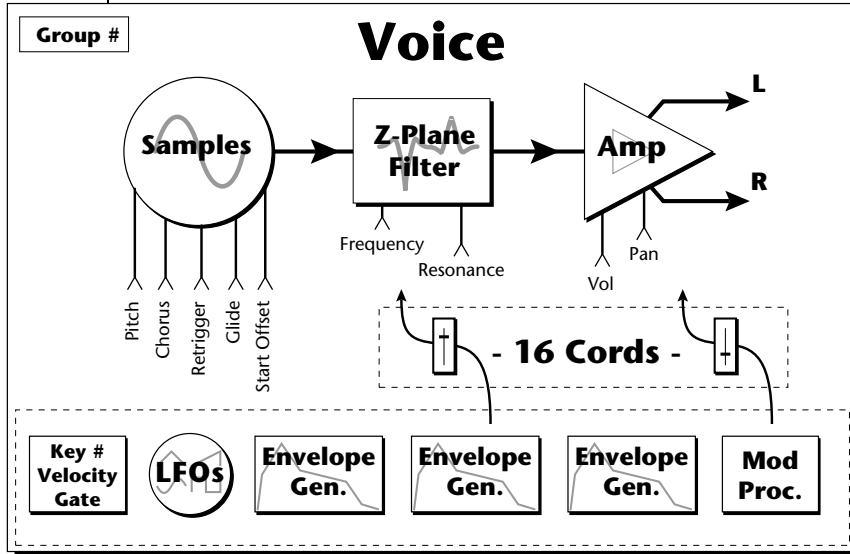 Group #
Voice
Samples
Z-Plane
Filter
Amp
L
R
Pitch
Chorus
Retrigger
Glide
Start Offset
Frequency
Resonance
Vol
Pan
- 16 Cords -
Key #
Velocity
Gate
LFOs
Envelope
Gen.
Envelope
Gen.
Envelope
Gen.
Mod
Proc.